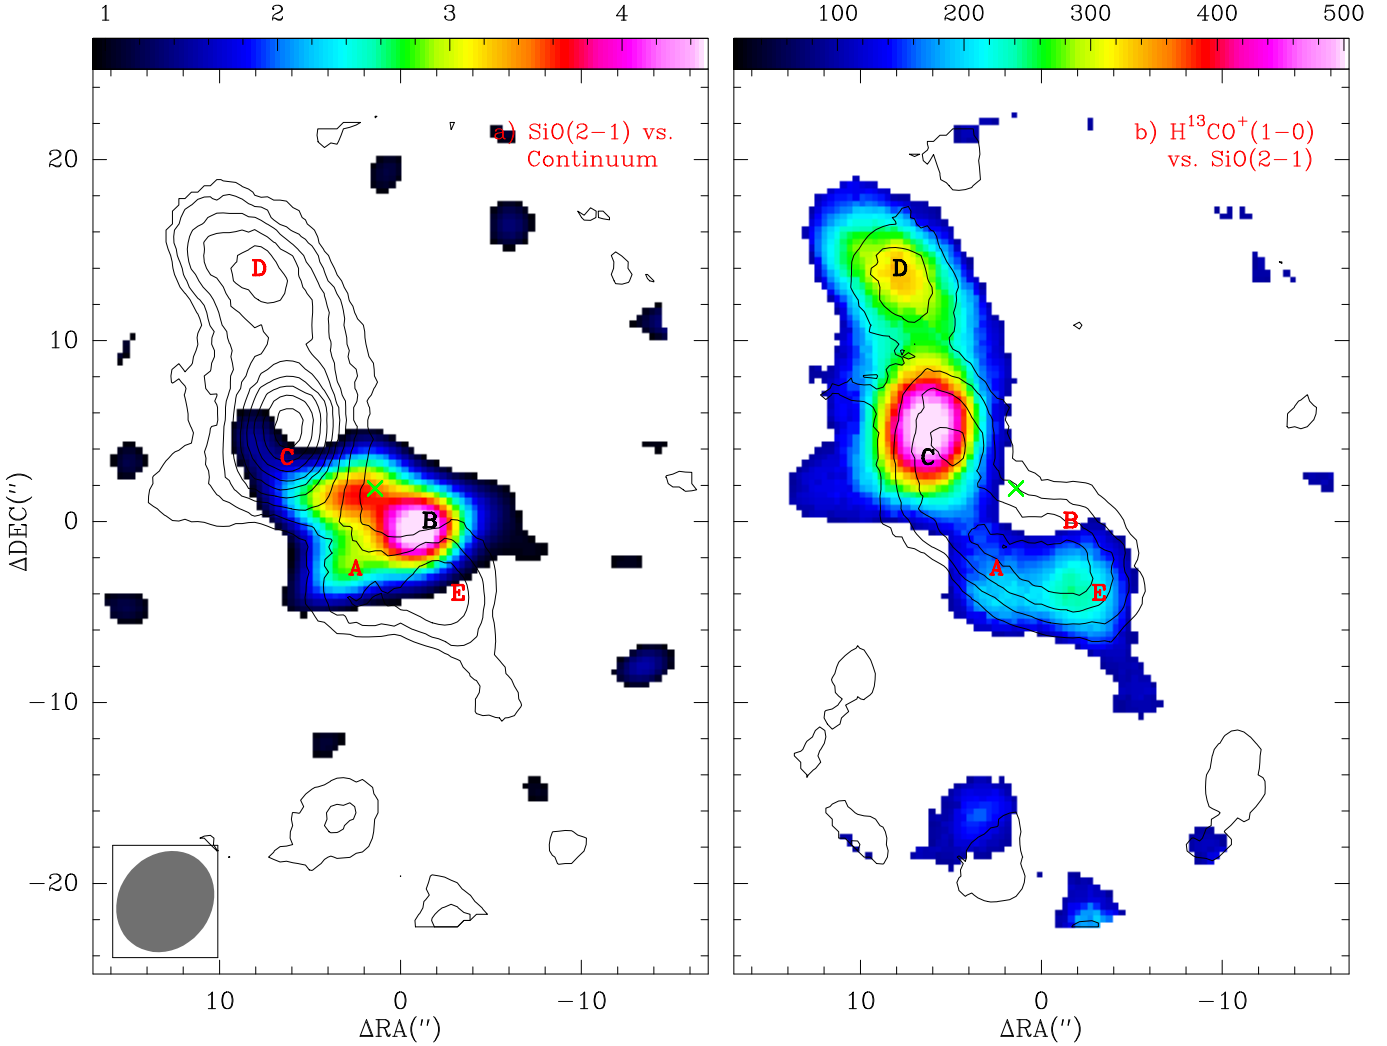 1 2 3 4
100 200 300 400 500
a) SiO(2−1) vs.
Continuum
b) H¹³CO⁺(1−0)
vs. SiO(2−1)
20
10
0
−10
−20
ΔDEC(″)
D
C
B
A
E
D
C
B
A
E
10 0 −10
10 0 −10
ΔRA(″)
ΔRA(″)